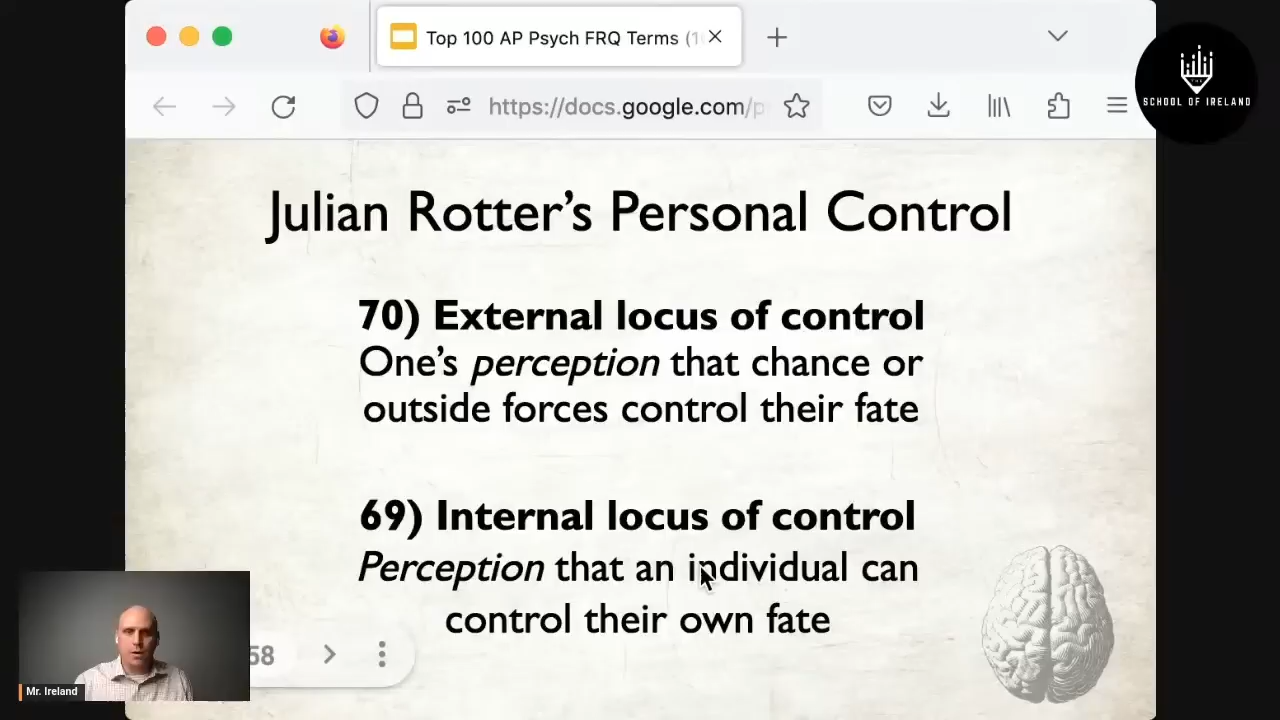 Top 100 AP Psych FRQ Terms (1
https://docs.google.com/p
THE
SCHOOL OF IRELAND
Julian Rotter’s Personal Control
70) External locus of control
One’s perception that chance or
outside forces control their fate
69) Internal locus of control
Perception that an individual can
control their own fate
58
Mr. Ireland